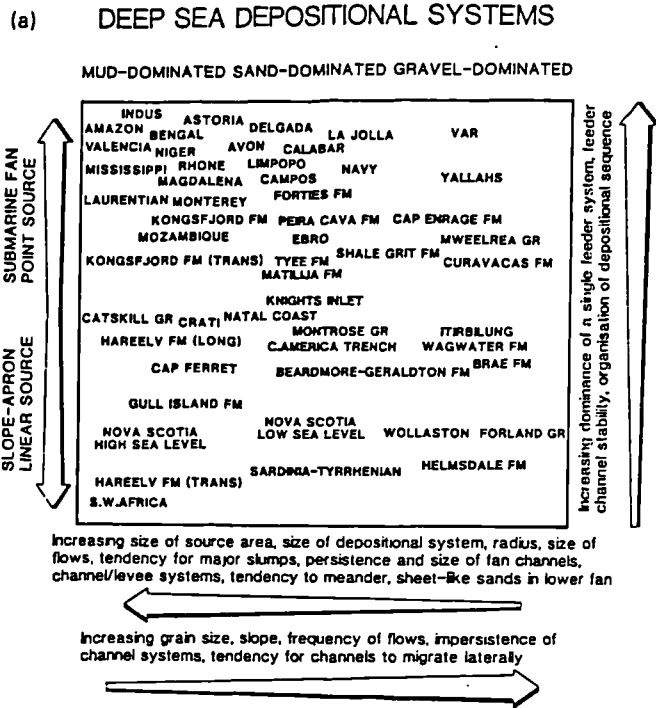 (a) DEEP SEA DEPOSITIONAL SYSTEMS
MUD-DOMINATED SAND-DOMINATED GRAVEL-DOMINATED
INDUS
ASTORIA
AMAZON BENGAL DELGADA LA JOLLA VAR
VALENCIA NIGER AVON CALABAR
MISSISSIPPI RHONE LIMPOPO NAVY
MAGDALENA CAMPOS YALLAHS
LAURENTIAN MONTEREY FORTIES FM
KONGSFJORD FM PEIRA CAVA FM CAP ENRAGE FM
MOZAMBIQUE EBRO MWEELREA GR
KONGSFJORD FM (TRANS) TYEE FM SHALE GRIT FM CURAVACAS FM
MATILIJA FM
KNIGHTS INLET
CATSKILL GR CRATI NATAL COAST
MONTROSE GR ITIRBILUNG
HAREELV FM (LONG) C.AMERICA TRENCH WAGWATER FM
CAP FERRET BEARDMORE-GERALDTON FM BRAE FM
GULL ISLAND FM
NOVA SCOTIA
HIGH SEA LEVEL
NOVA SCOTIA
LOW SEA LEVEL
WOLLASTON FORLAND GR
SARDINIA-TYRRHENIAN HELMSDALE FM
HAREELV FM (TRANS)
S.W.AFRICA
SUBMARINE FAN
POINT SOURCE
SLOPE-APRON
LINEAR SOURCE
Increasing dominance of a single feeder system, feeder
channel stability, organisation of depositional sequence
Increasing size of source area, size of depositional system, radius, size of
flows, tendency for major slumps, persistence and size of fan channels,
channel/levee systems, tendency to meander, sheet-like sands in lower fan
Increasing grain size, slope, frequency of flows, impersistence of
channel systems, tendency for channels to migrate laterally